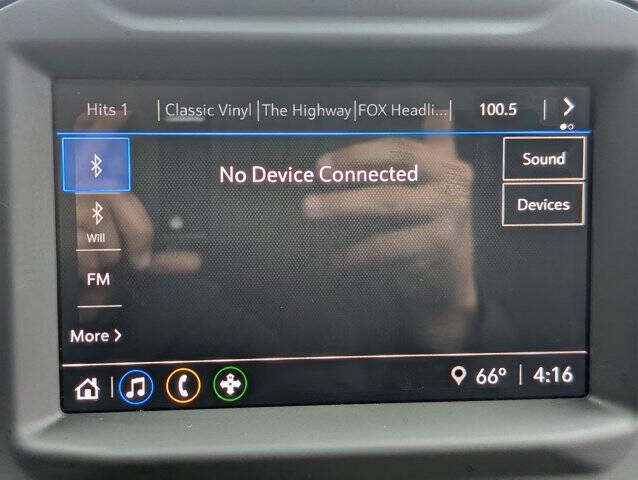 Hits 1 | Classic Vinyl | The Highway | FOX Headli... | 100.5
No Device Connected
Sound
Devices
Will
FM
More
66° | 4:16